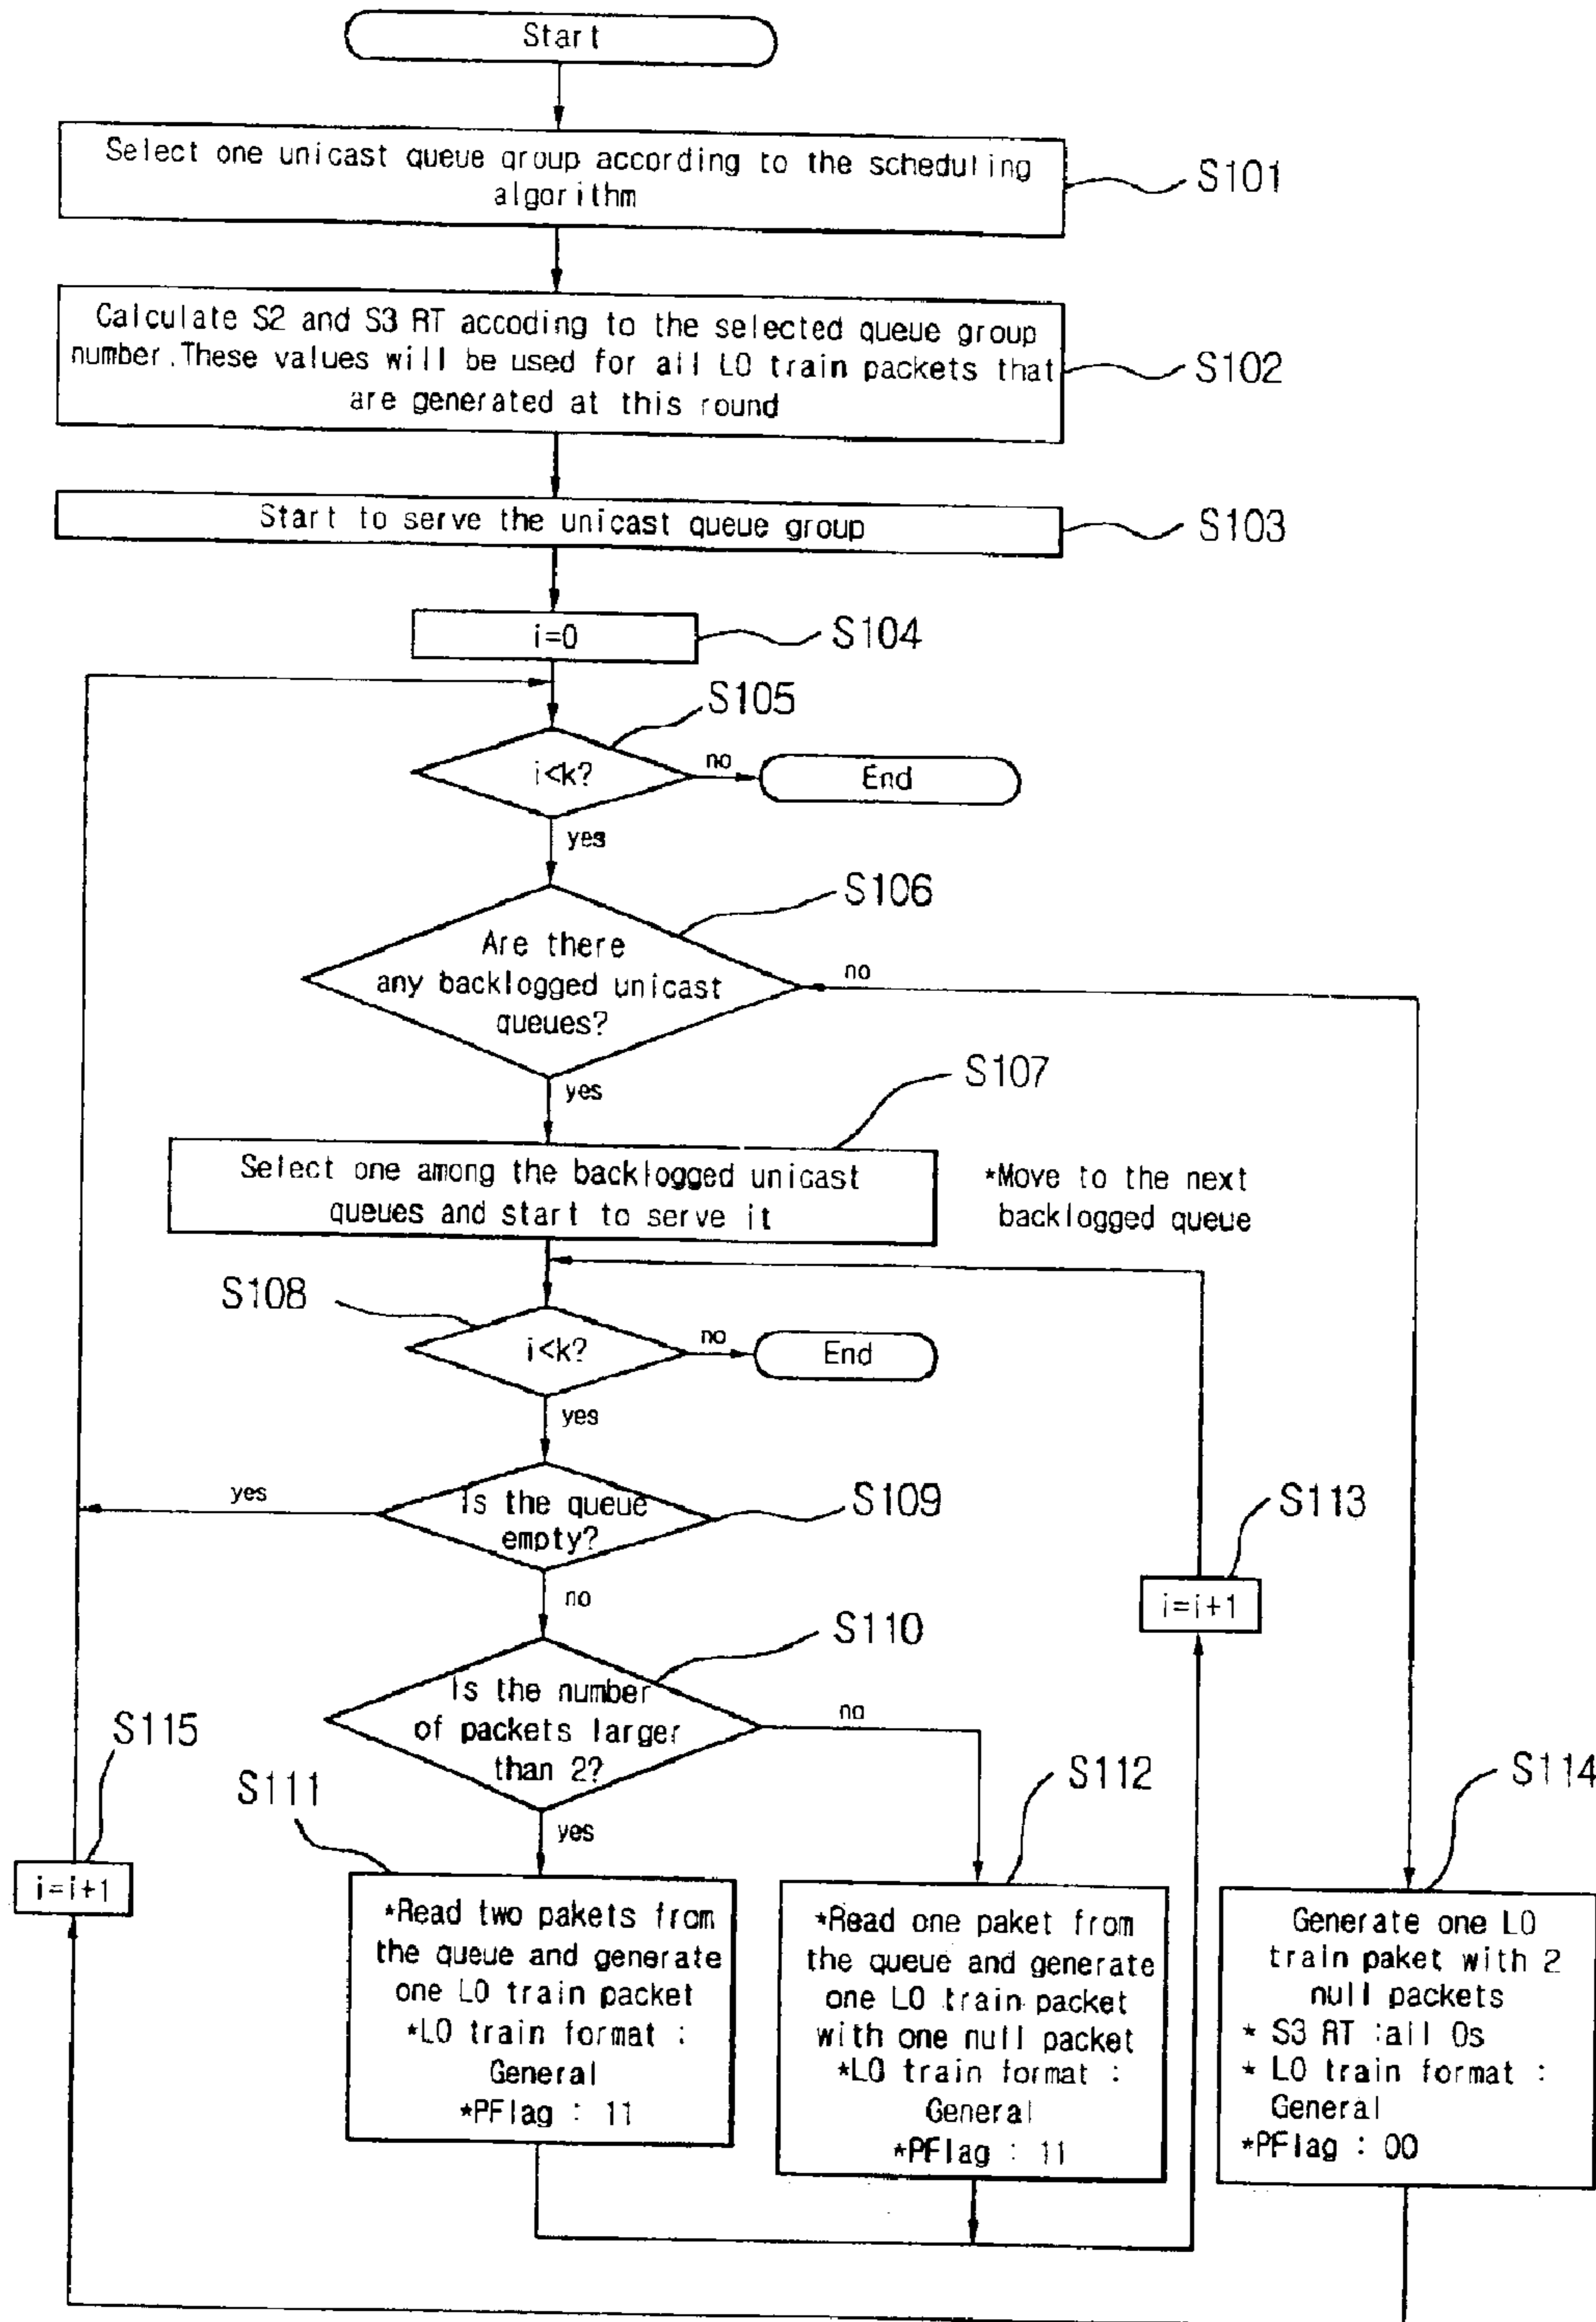 Start
Select one unicast queue group according to the scheduling
algorithm
S101
Calculate S2 and S3 RT accoding to the selected queue group
number.These values will be used for all L0 train packets that
are generated at this round
S102
Start to serve the unicast queue group
S103
i=0
S104
S105
i<k?
no
End
yes
S106
Are there
any backlogged unicast
queues?
no
yes
S107
Select one among the backlogged unicast
queues and start to serve it
*Move to the next
backlogged queue
S108
i<k?
no
End
yes
Is the queue
empty?
yes
S109
no
S113
i=i+1
S110
Is the number
of packets larger
than 2?
no
yes
S115
i=i+1
S111
*Read two pakets from
the queue and generate
one L0 train packet
*L0 train format :
General
*PFlag : 11
S112
*Read one paket from
the queue and generate
one L0 train packet
with one null packet
*L0 train format :
General
*PFlag : 11
S114
Generate one L0
train paket with 2
null packets
* S3 RT :all 0s
* L0 train format :
General
*PFlag : 00